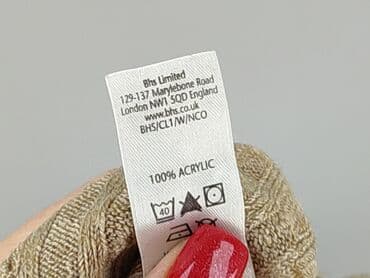 Bhs Limited
129-137 Marylebone Road
London NW1 5QD England
www.bhs.co.uk
BHS/CL1/W/NCO
100% ACRYLIC
40